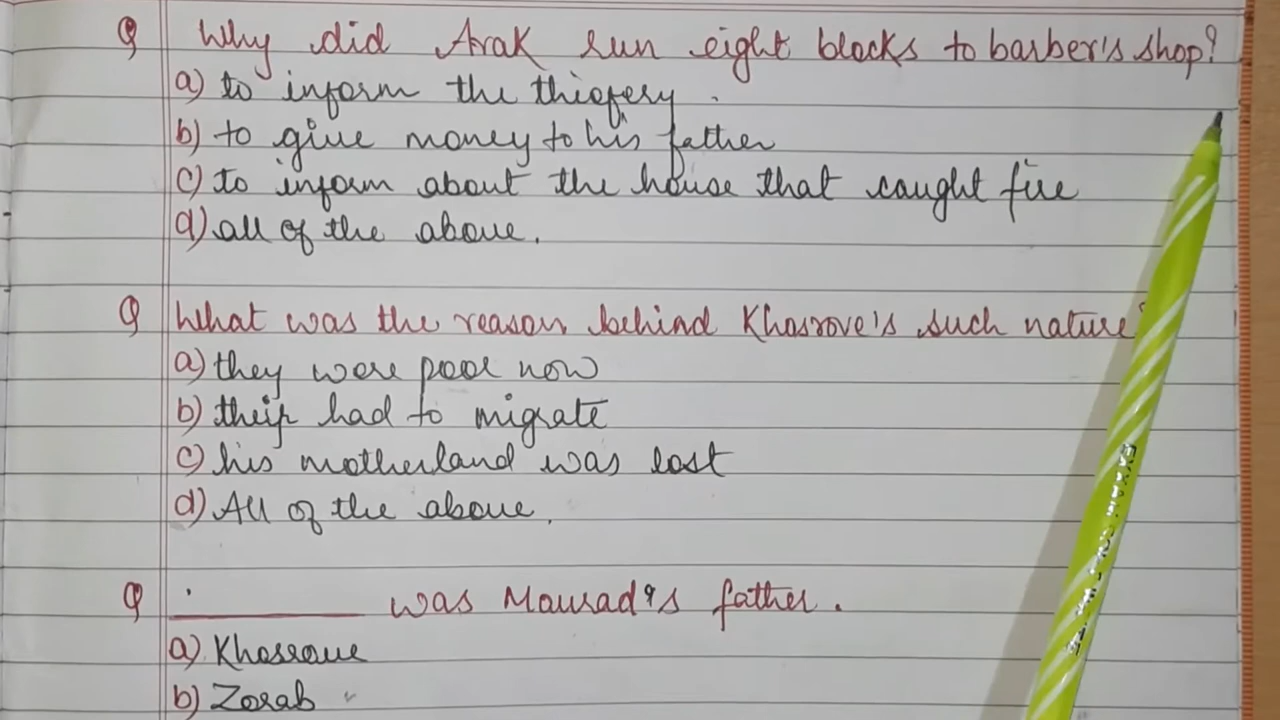 Q Why did Arak run eight blocks to barber's shop?
a) to inform the thiefery.
b) to give money to his father
c) to inform about the house that caught fire
d) all of the above.
Q What was the reason behind Khosrove's such nature?
a) they were poor now
b) their had to migrate
c) his motherland was lost
d) All of the above.
Q ________ was Mourad's father.
a) Khosrove
b) Zorab